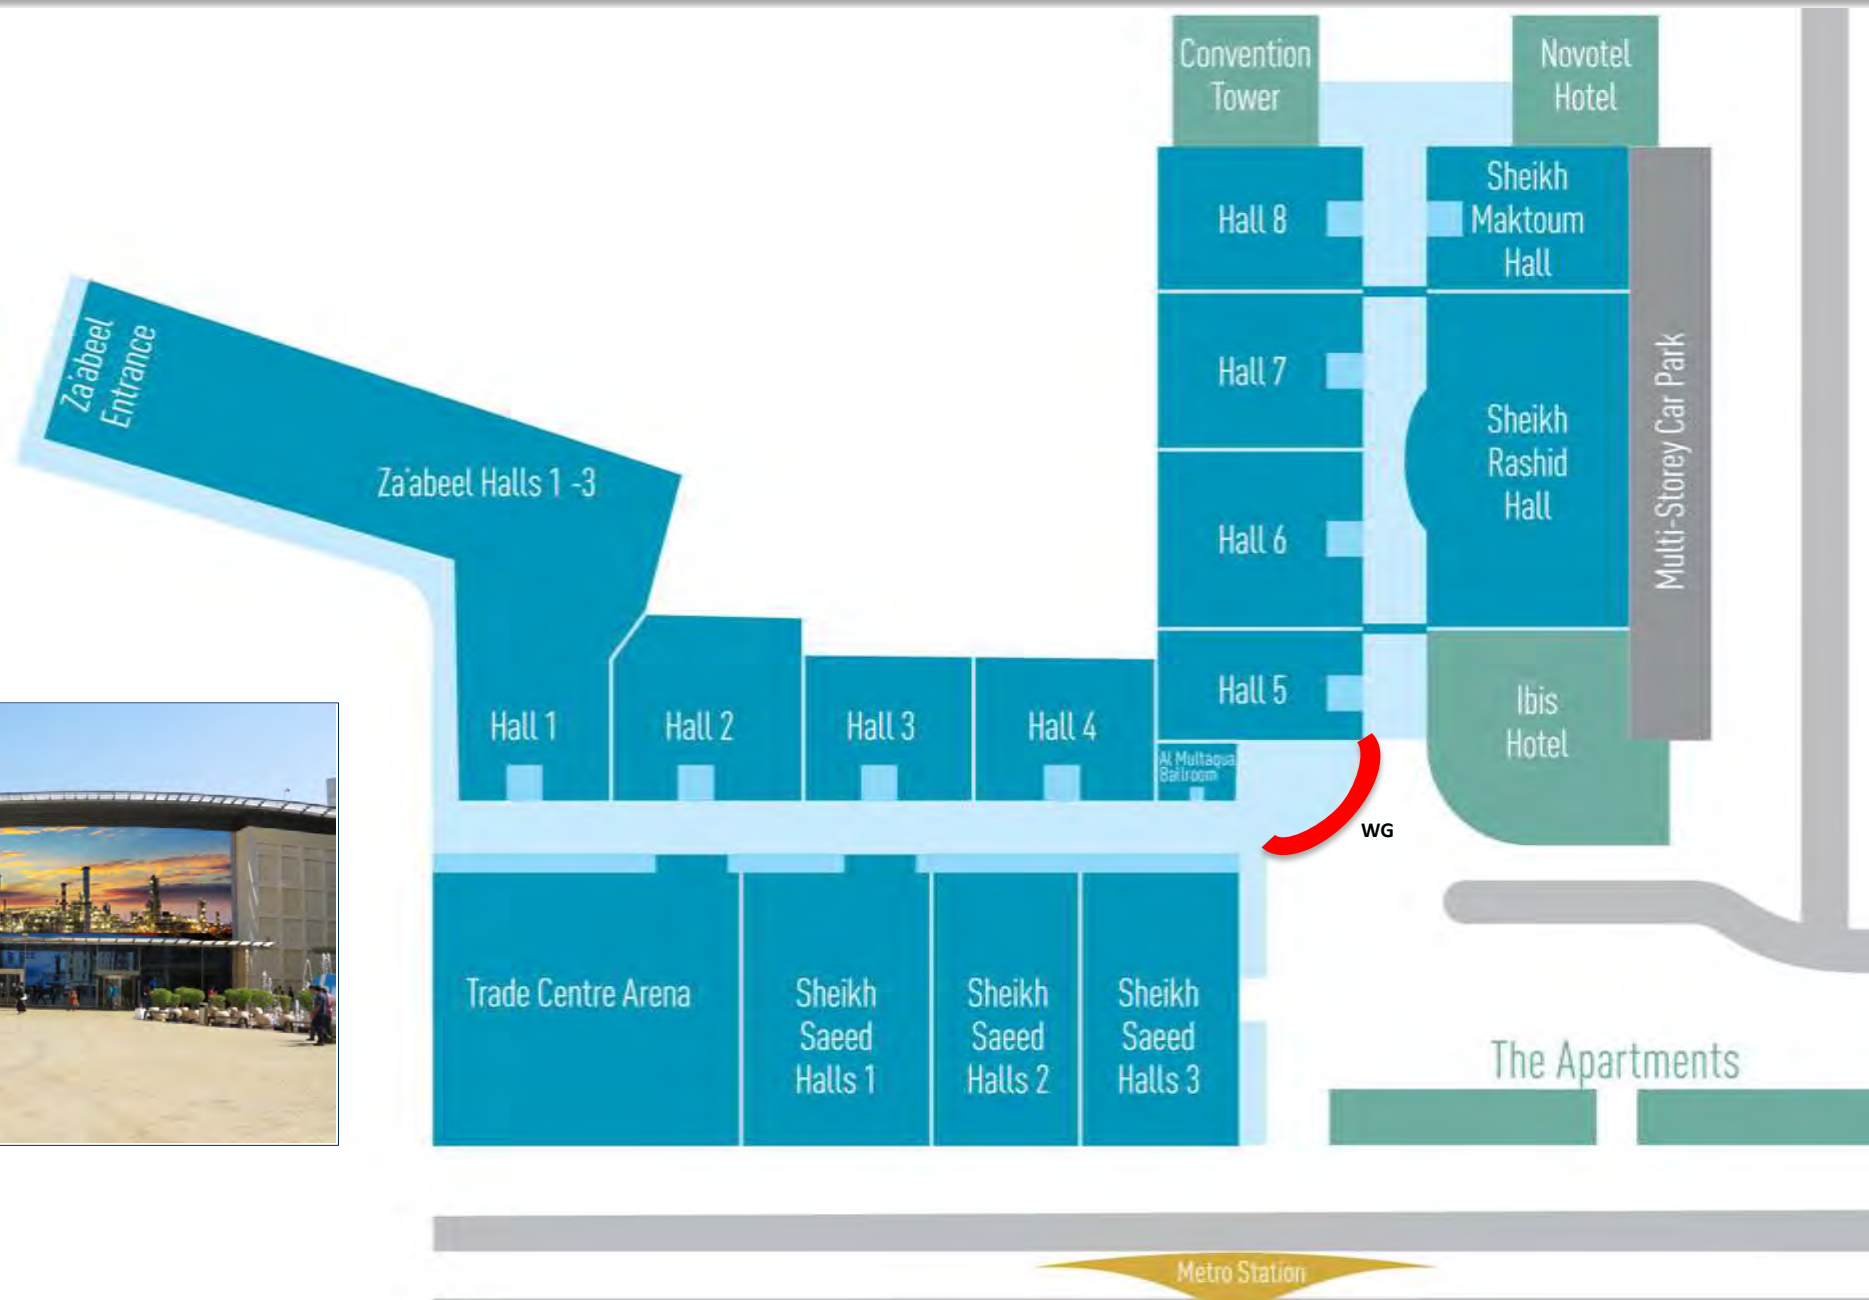 Convention
Tower
Novotel
Hotel
Hall 8
Sheikh
Maktoum
Hall
Za'abeel
Entrance
Hall 7
Sheikh
Rashid
Hall
Multi-Storey Car Park
Za'abeel Halls 1 -3
Hall 6
Hall 5
Ibis
Hotel
Hall 1
Hall 2
Hall 3
Hall 4
Al Multaqua
Ballroom
WG
Trade Centre Arena
Sheikh
Saeed
Halls 1
Sheikh
Saeed
Halls 2
Sheikh
Saeed
Halls 3
The Apartments
Metro Station